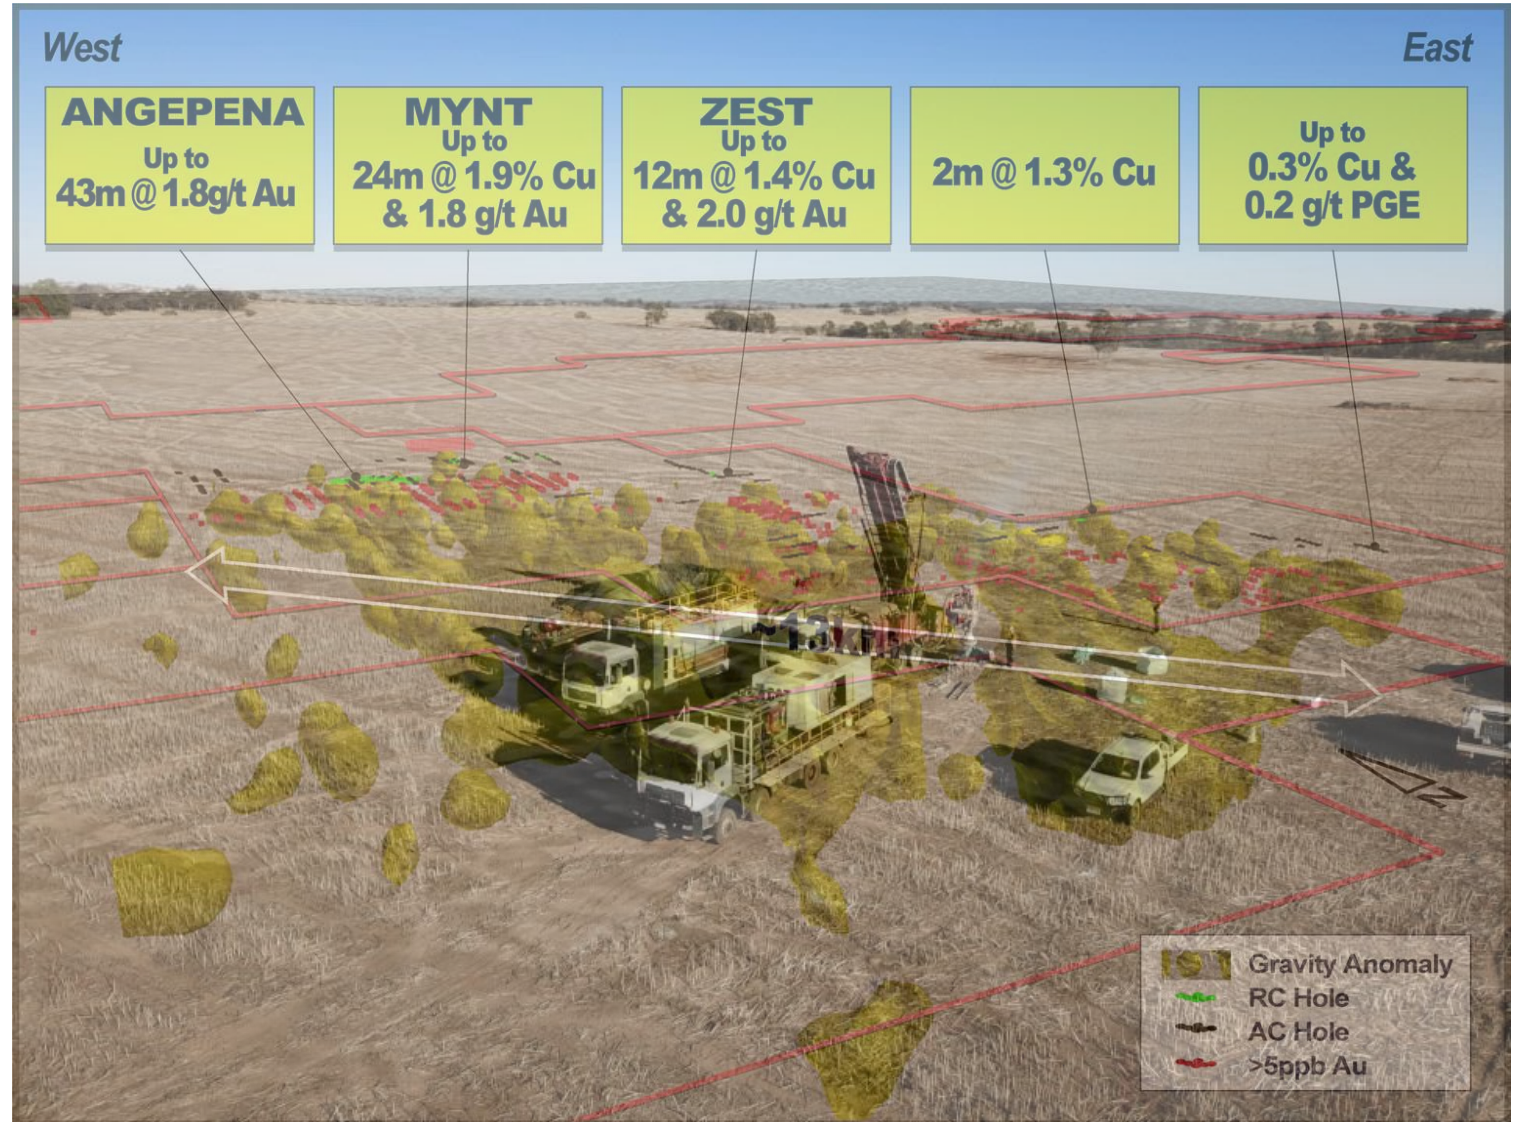 West
East
ANGEPENA
Up to
43m @ 1.8g/t Au
MYNT
Up to
24m @ 1.9% Cu
& 1.8 g/t Au
ZEST
Up to
12m @ 1.4% Cu
& 2.0 g/t Au
2m @ 1.3% Cu
Up to
0.3% Cu &
0.2 g/t PGE
~13km
N
Gravity Anomaly
RC Hole
AC Hole
>5ppb Au